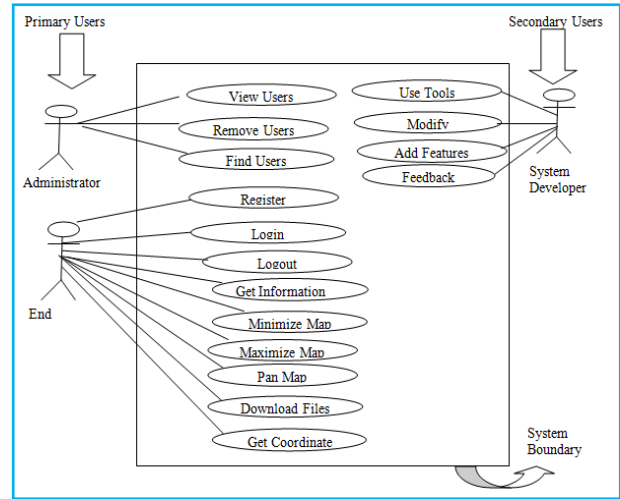 Primary Users
Secondary Users
View Users
Remove Users
Find Users
Administrator
Use Tools
Modify
Add Features
Feedback
System
Developer
Register
Login
Logout
Get Information
Minimize Map
Maximize Map
Pan Map
Download Files
Get Coordinate
End
System
Boundary